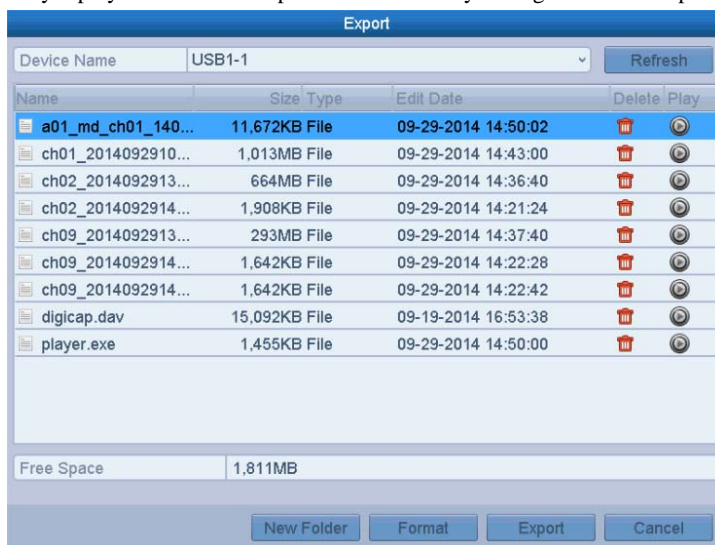 Export
Device Name USB1-1 Refresh
Name Size Type Edit Date Delete Play
a01_md_ch01_140... 11,672KB File 09-29-2014 14:50:02
ch01_2014092910... 1,013MB File 09-29-2014 14:43:00
ch02_2014092913... 664MB File 09-29-2014 14:36:40
ch02_2014092914... 1,908KB File 09-29-2014 14:21:24
ch09_2014092913... 293MB File 09-29-2014 14:37:40
ch09_2014092914... 1,642KB File 09-29-2014 14:22:28
ch09_2014092914... 1,642KB File 09-29-2014 14:22:42
digicap.dav 15,092KB File 09-19-2014 16:53:38
player.exe 1,455KB File 09-29-2014 14:50:00
Free Space 1,811MB
New Folder Format Export Cancel